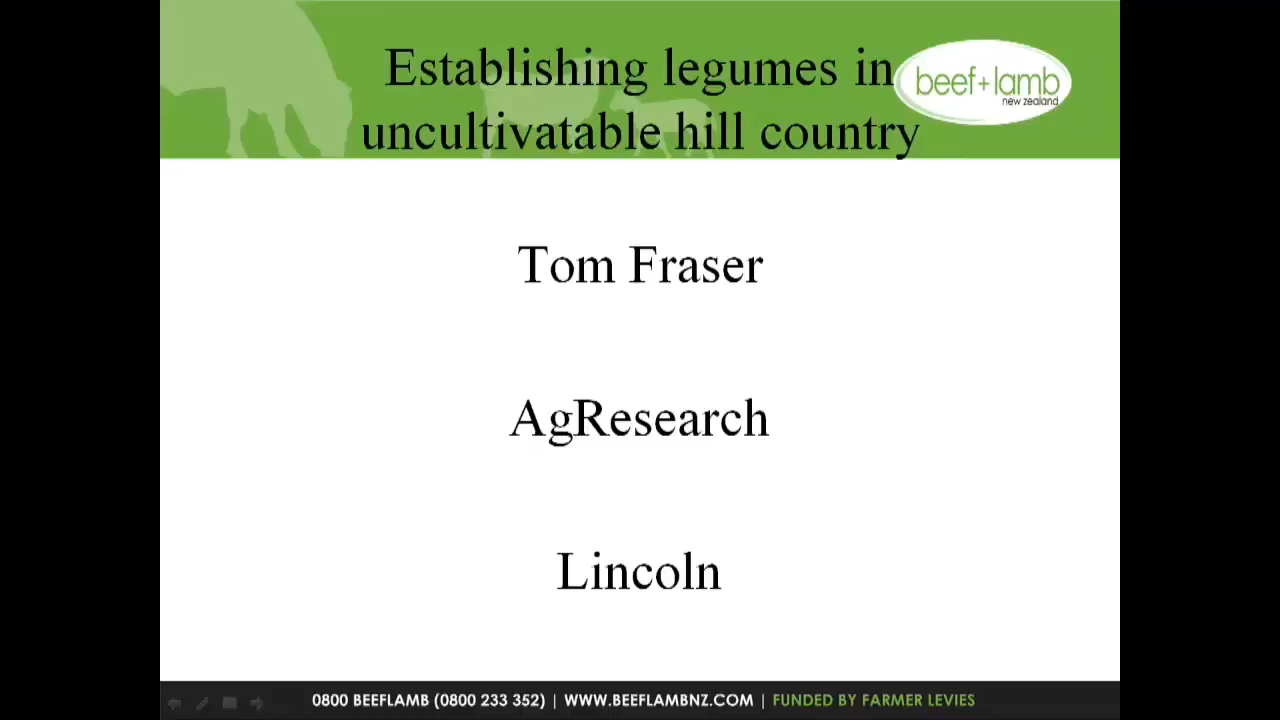 Establishing legumes in
uncultivatable hill country
beef+lamb
new zealand
Tom Fraser
AgResearch
Lincoln
0800 BEEFLAMB (0800 233 352) | WWW.BEEFLAMBNZ.COM | FUNDED BY FARMER LEVIES